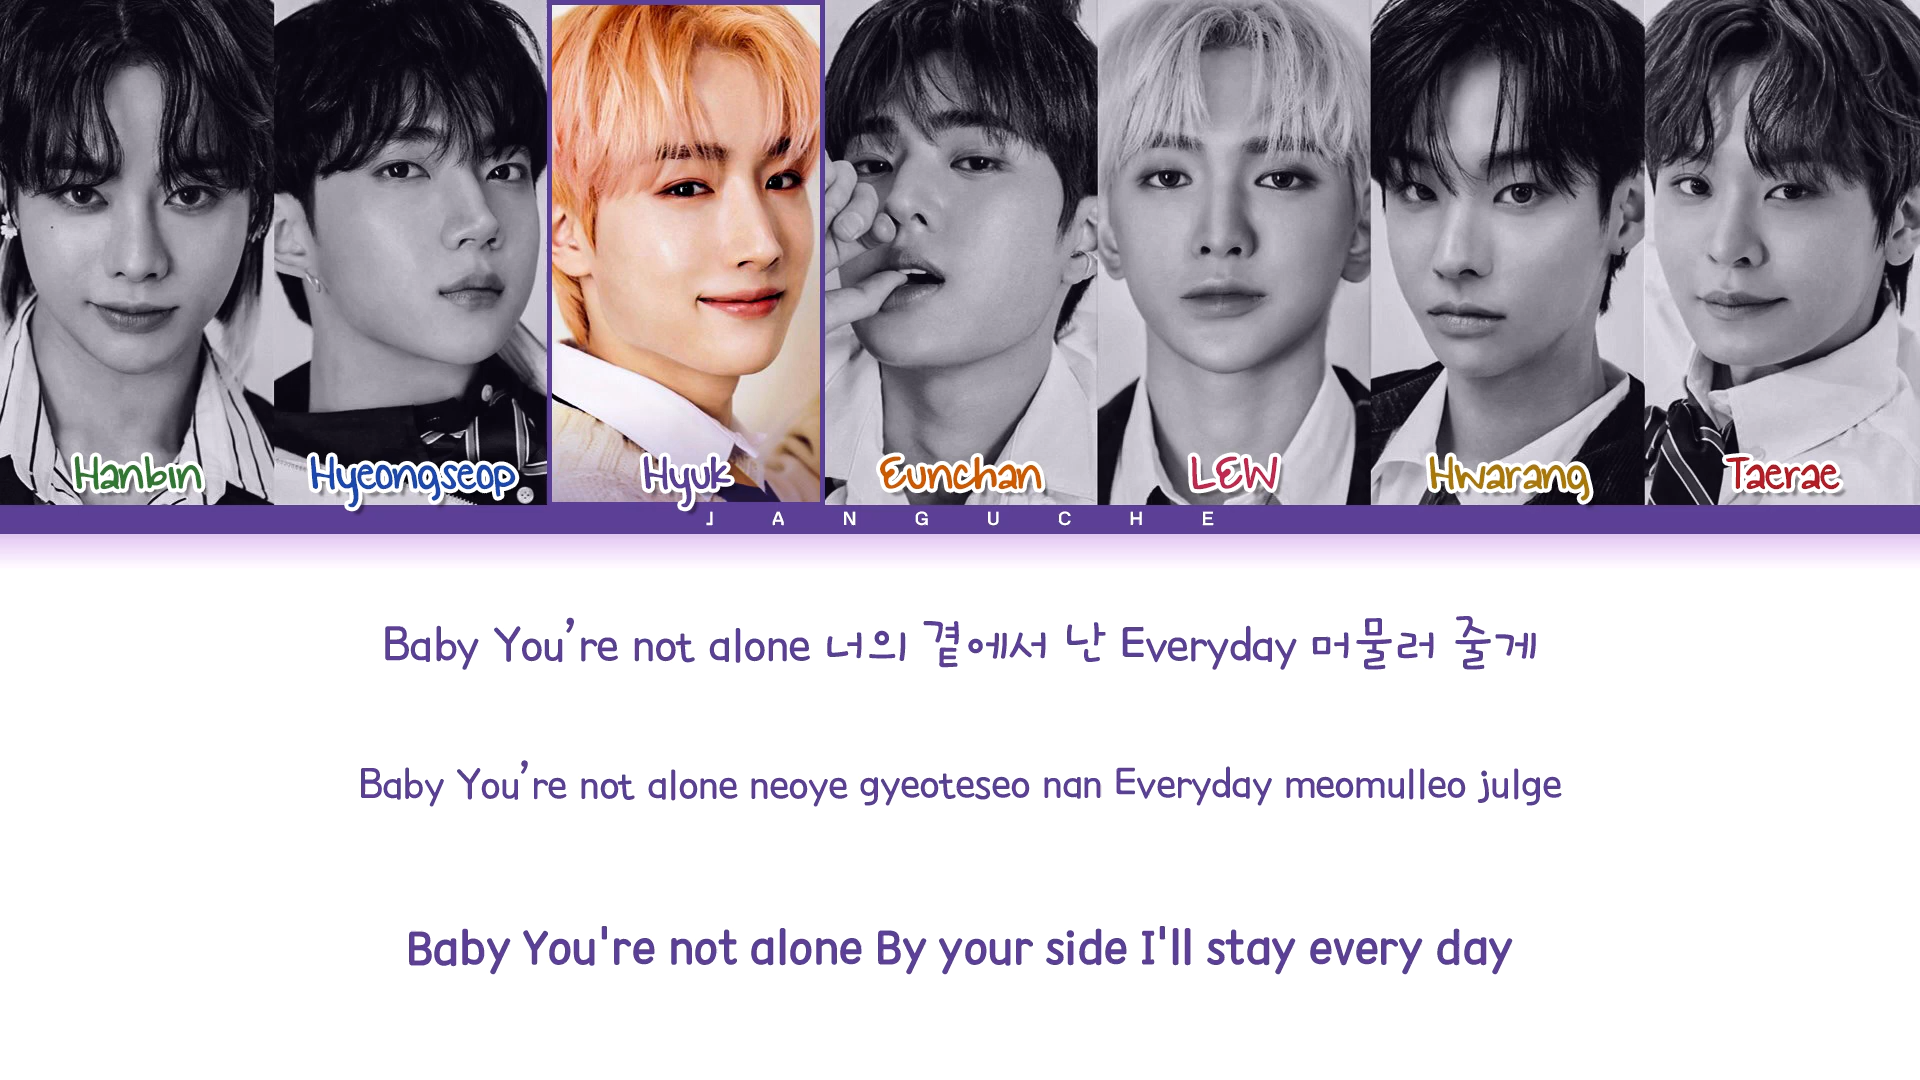 Hanbin Hyeongseop Hyuk Eunchan LEW Hwarang Taerae
JANGUCHE
Baby You’re not alone 너의 곁에서 난 Everyday 머물러 줄게
Baby You’re not alone neoye gyeoteseo nan Everyday meomulleo julge
Baby You're not alone By your side I'll stay every day